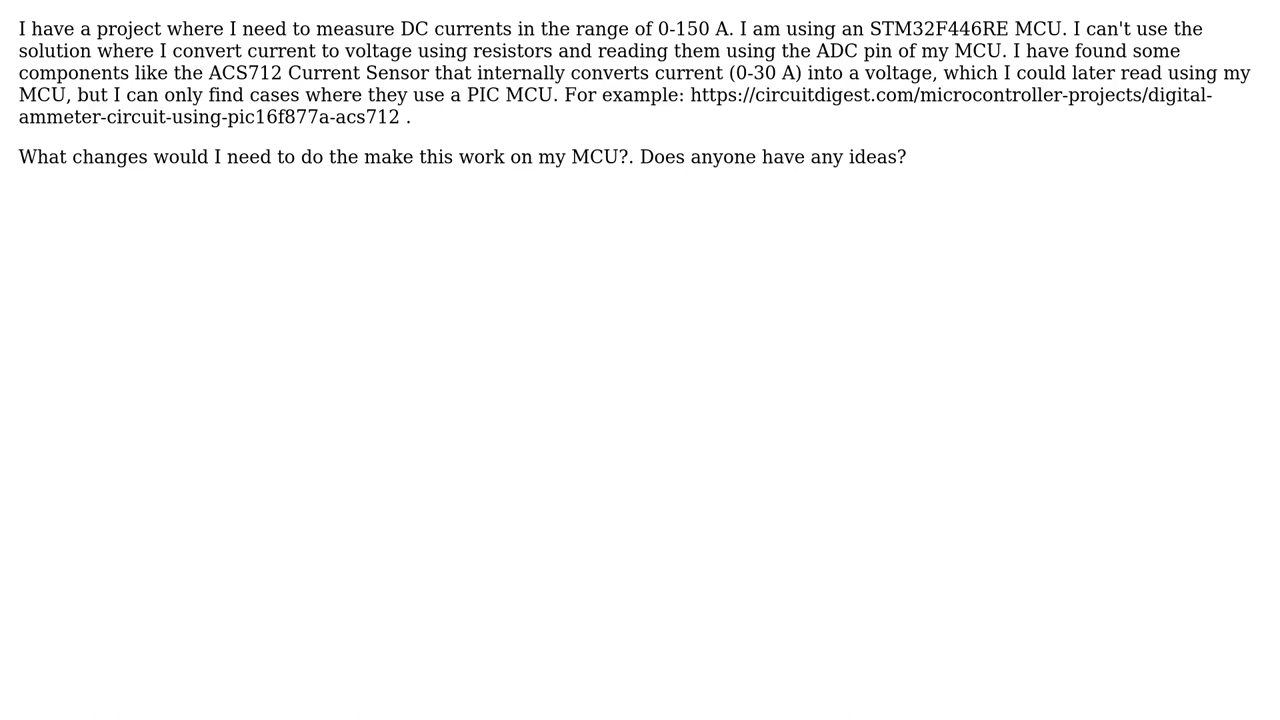 I have a project where I need to measure DC currents in the range of 0-150 A. I am using an STM32F446RE MCU. I can't use the
solution where I convert current to voltage using resistors and reading them using the ADC pin of my MCU. I have found some
components like the ACS712 Current Sensor that internally converts current (0-30 A) into a voltage, which I could later read using my
MCU, but I can only find cases where they use a PIC MCU. For example: https://circuitdigest.com/microcontroller-projects/digital-
ammeter-circuit-using-pic16f877a-acs712 .
What changes would I need to do the make this work on my MCU?. Does anyone have any ideas?